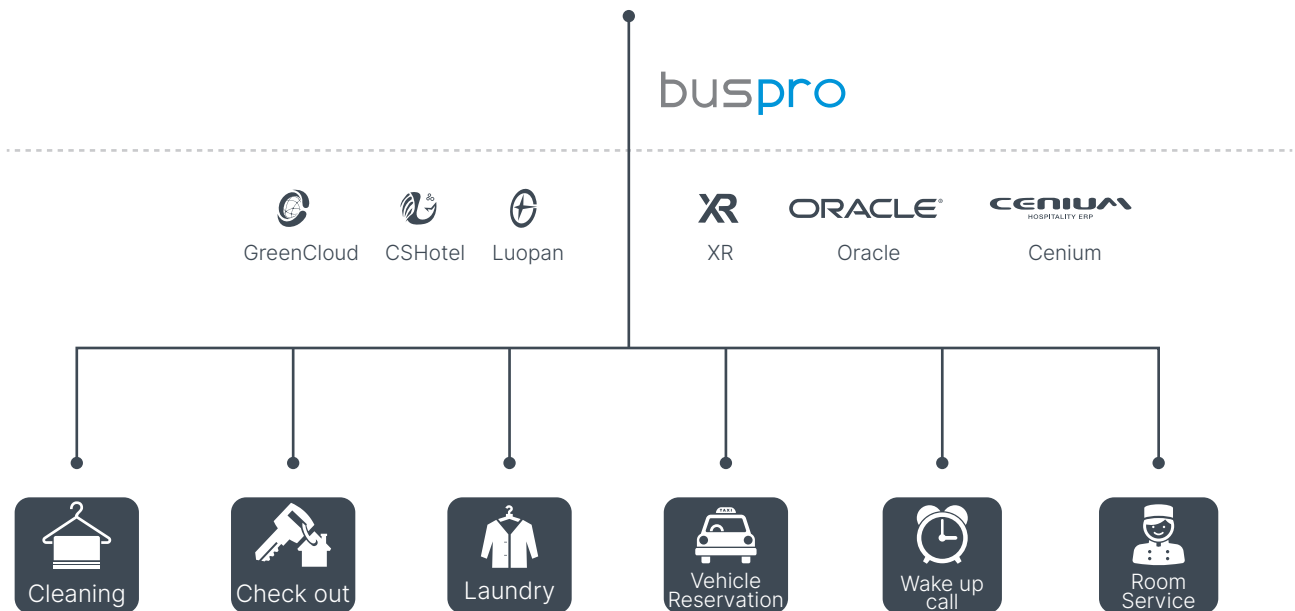 buspro
XR ORACLE® CENIUM
HOSPITALITY ERP
GreenCloud CSHotel Luopan XR Oracle Cenium
TAXI
Cleaning Check out Laundry Vehicle Reservation Wake up call Room Service